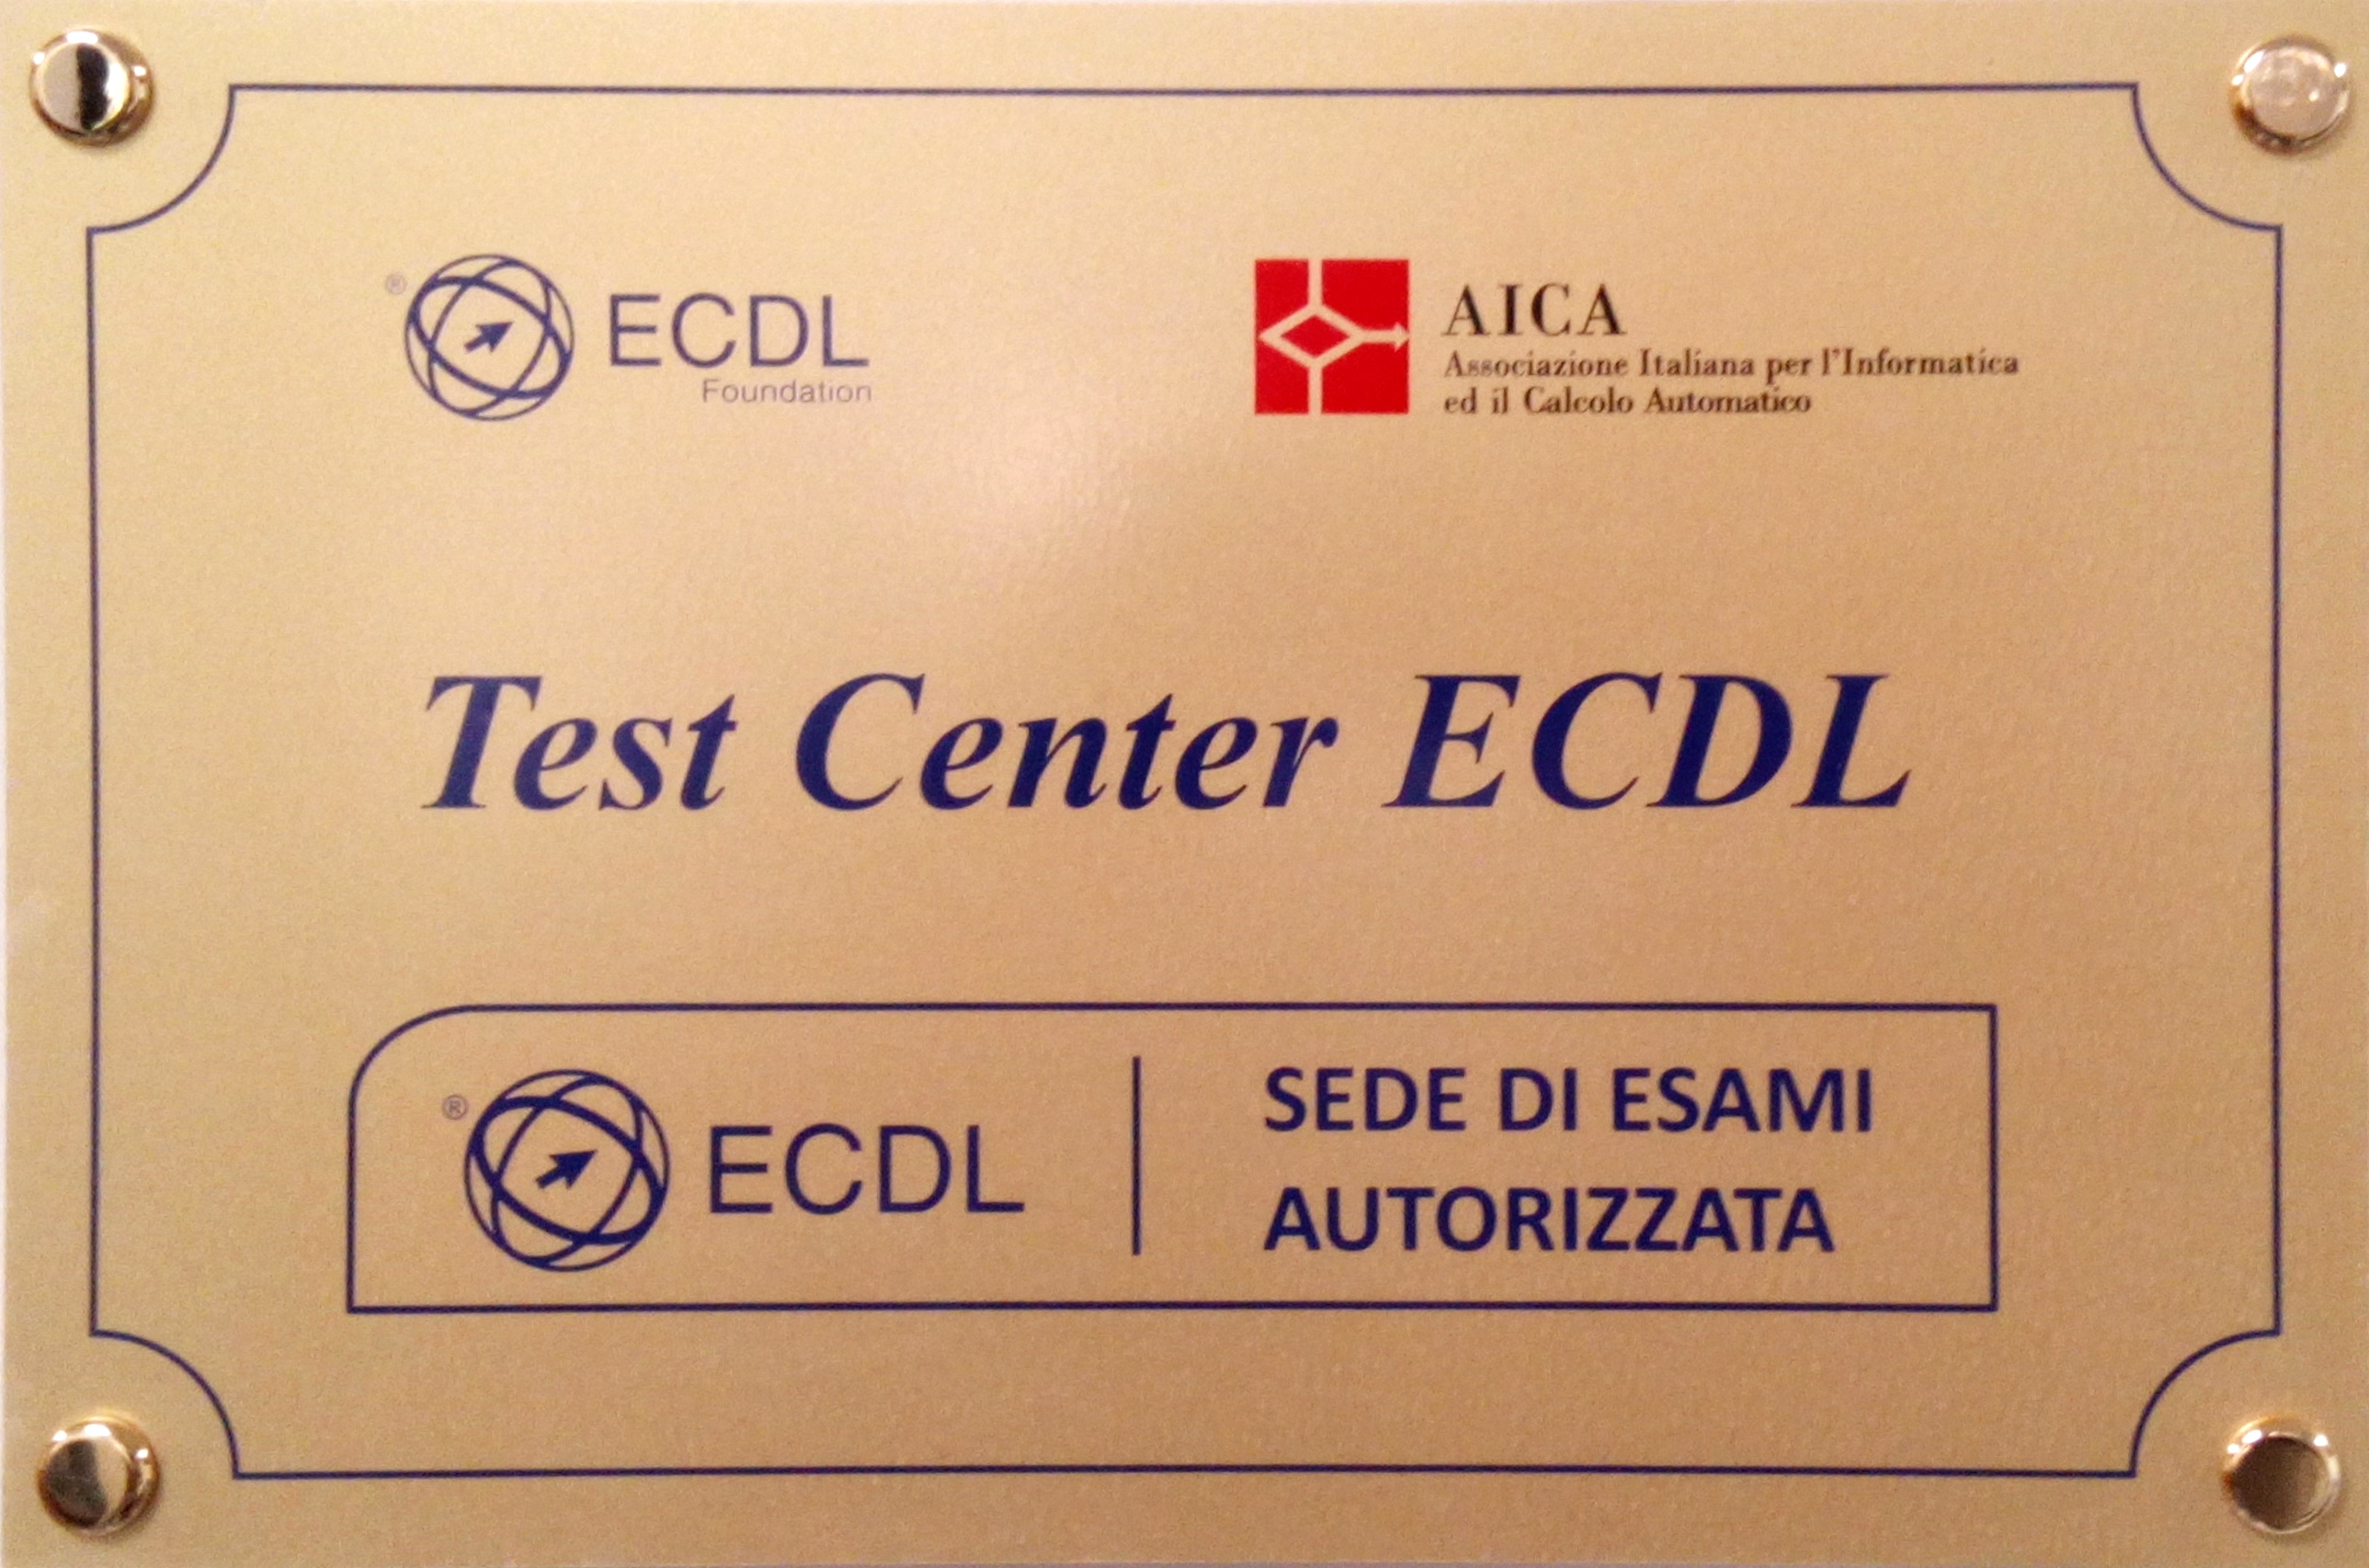 ® ECDL
Foundation
AICA
Associazione Italiana per l'Informatica
ed il Calcolo Automatico
Test Center ECDL
® ECDL
SEDE DI ESAMI
AUTORIZZATA